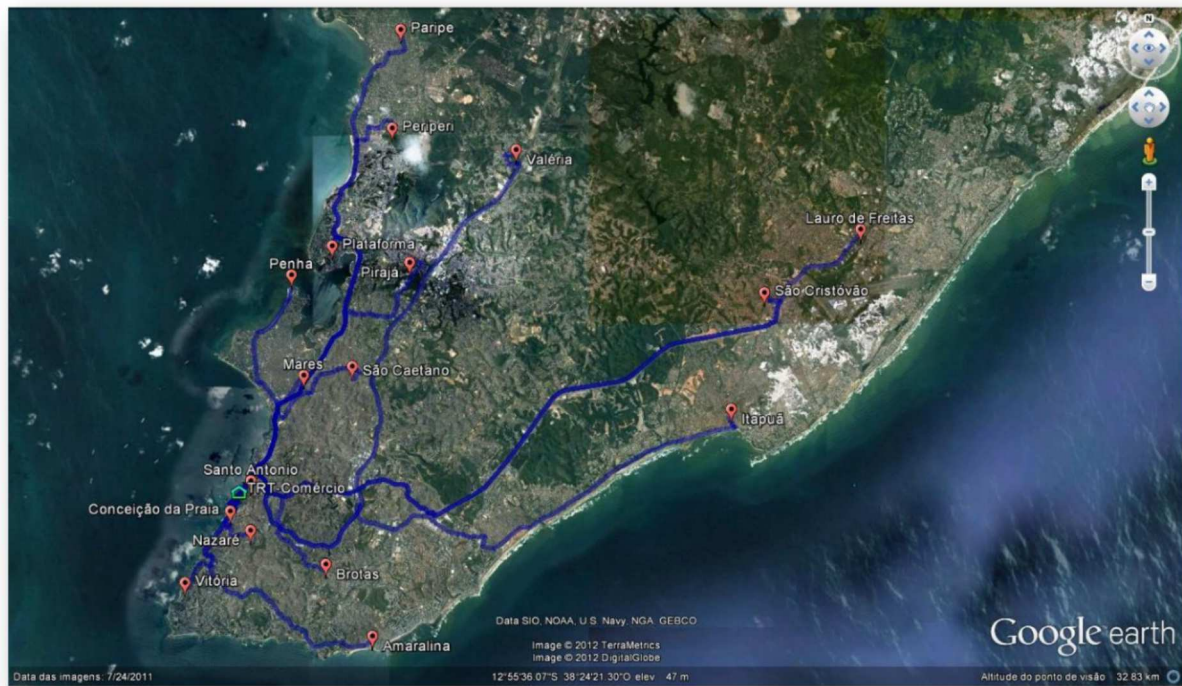 Paripe
N
Periperi
Valéria
Lauro de Freitas
Plataforma
Pirajá
Penha
São Cristóvão
Mares
São Caetano
Itapuã
Santo Antonio
TRT-Comércio
Conceição da Praia
Nazaré
Brotas
Vitória
Amaralina
Data SIO, NOAA, U.S. Navy, NGA, GEBCO
Image © 2012 TerraMetrics
Image © 2012 DigitalGlobe
Google earth
Data das imagens: 7/24/2011
12°55'36.07"S 38°24'21.30"O elev 47 m
Altitude do ponto de visão 32.83 km